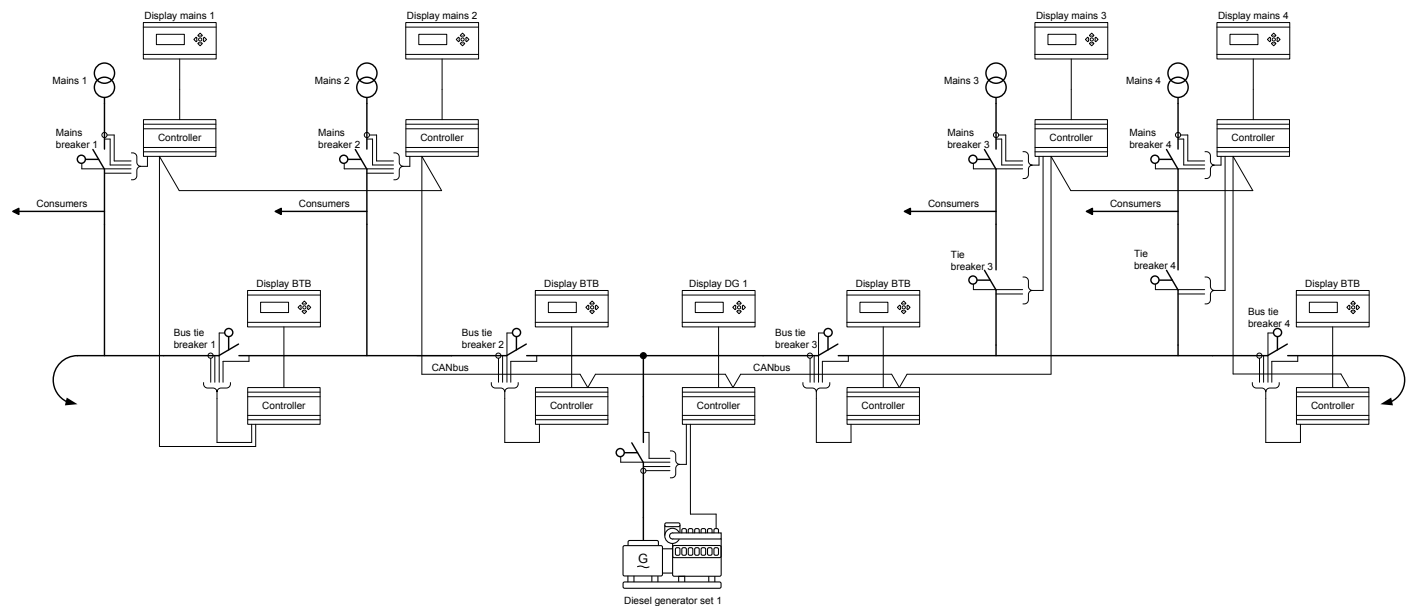 Display mains 1
Display mains 2
Display mains 3
Display mains 4
Mains 1
Mains 2
Mains 3
Mains 4
Mains
breaker 1
Controller
Mains
breaker 2
Controller
Mains
breaker 3
Controller
Mains
breaker 4
Controller
Consumers
Consumers
Consumers
Consumers
Tie
breaker 3
Tie
breaker 4
Display BTB
Display BTB
Display DG 1
Display BTB
Display BTB
Bus tie
breaker 1
Bus tie
breaker 2
Bus tie
breaker 3
Bus tie
breaker 4
CANbus
CANbus
Controller
Controller
Controller
Controller
Controller
G
Diesel generator set 1